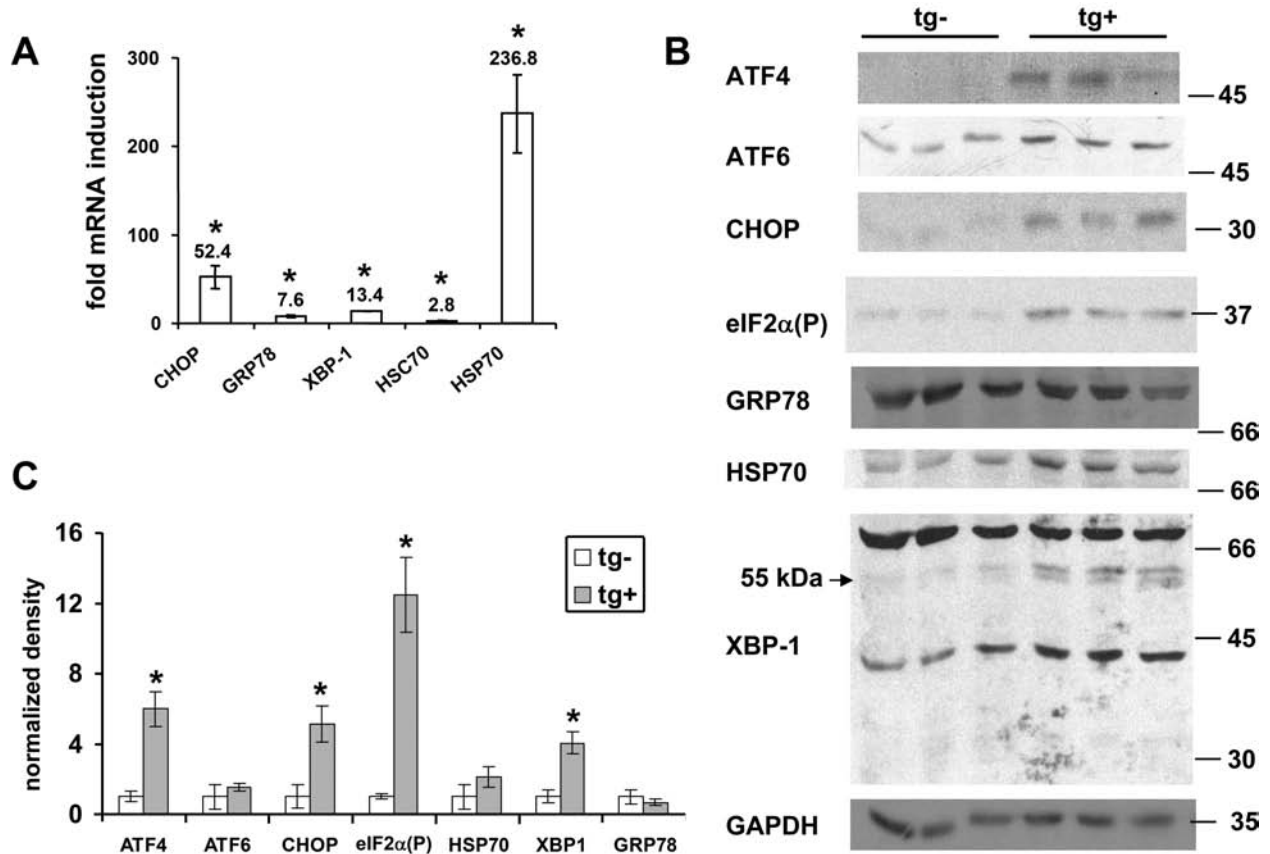 A
fold mRNA induction
300
200
100
0
*
52.4
*
7.6
*
13.4
*
2.8
*
236.8
CHOP
GRP78
XBP-1
HSC70
HSP70
B
tg-
tg+
ATF4
45
ATF6
45
CHOP
30
eIF2α(P)
37
GRP78
66
HSP70
66
66
55 kDa
45
XBP-1
30
GAPDH
35
C
normalized density
16
12
8
4
0
*
*
*
*
tg-
tg+
ATF4
ATF6
CHOP
eIF2α(P)
HSP70
XBP1
GRP78